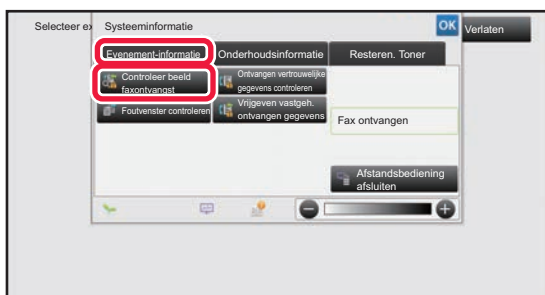 Selecteer ex
Systeeminformatie
OK
Verlaten
Evenement-informatie
Onderhoudsinformatie
Resteren. Toner
Controleer beeld
faxontvangst
Ontvangen vertrouwelijke
gegevens controleren
Foutvenster controleren
Vrijgeven vastgeh.
ontvangen gegevens
Fax ontvangen
Afstandsbediening
afsluiten